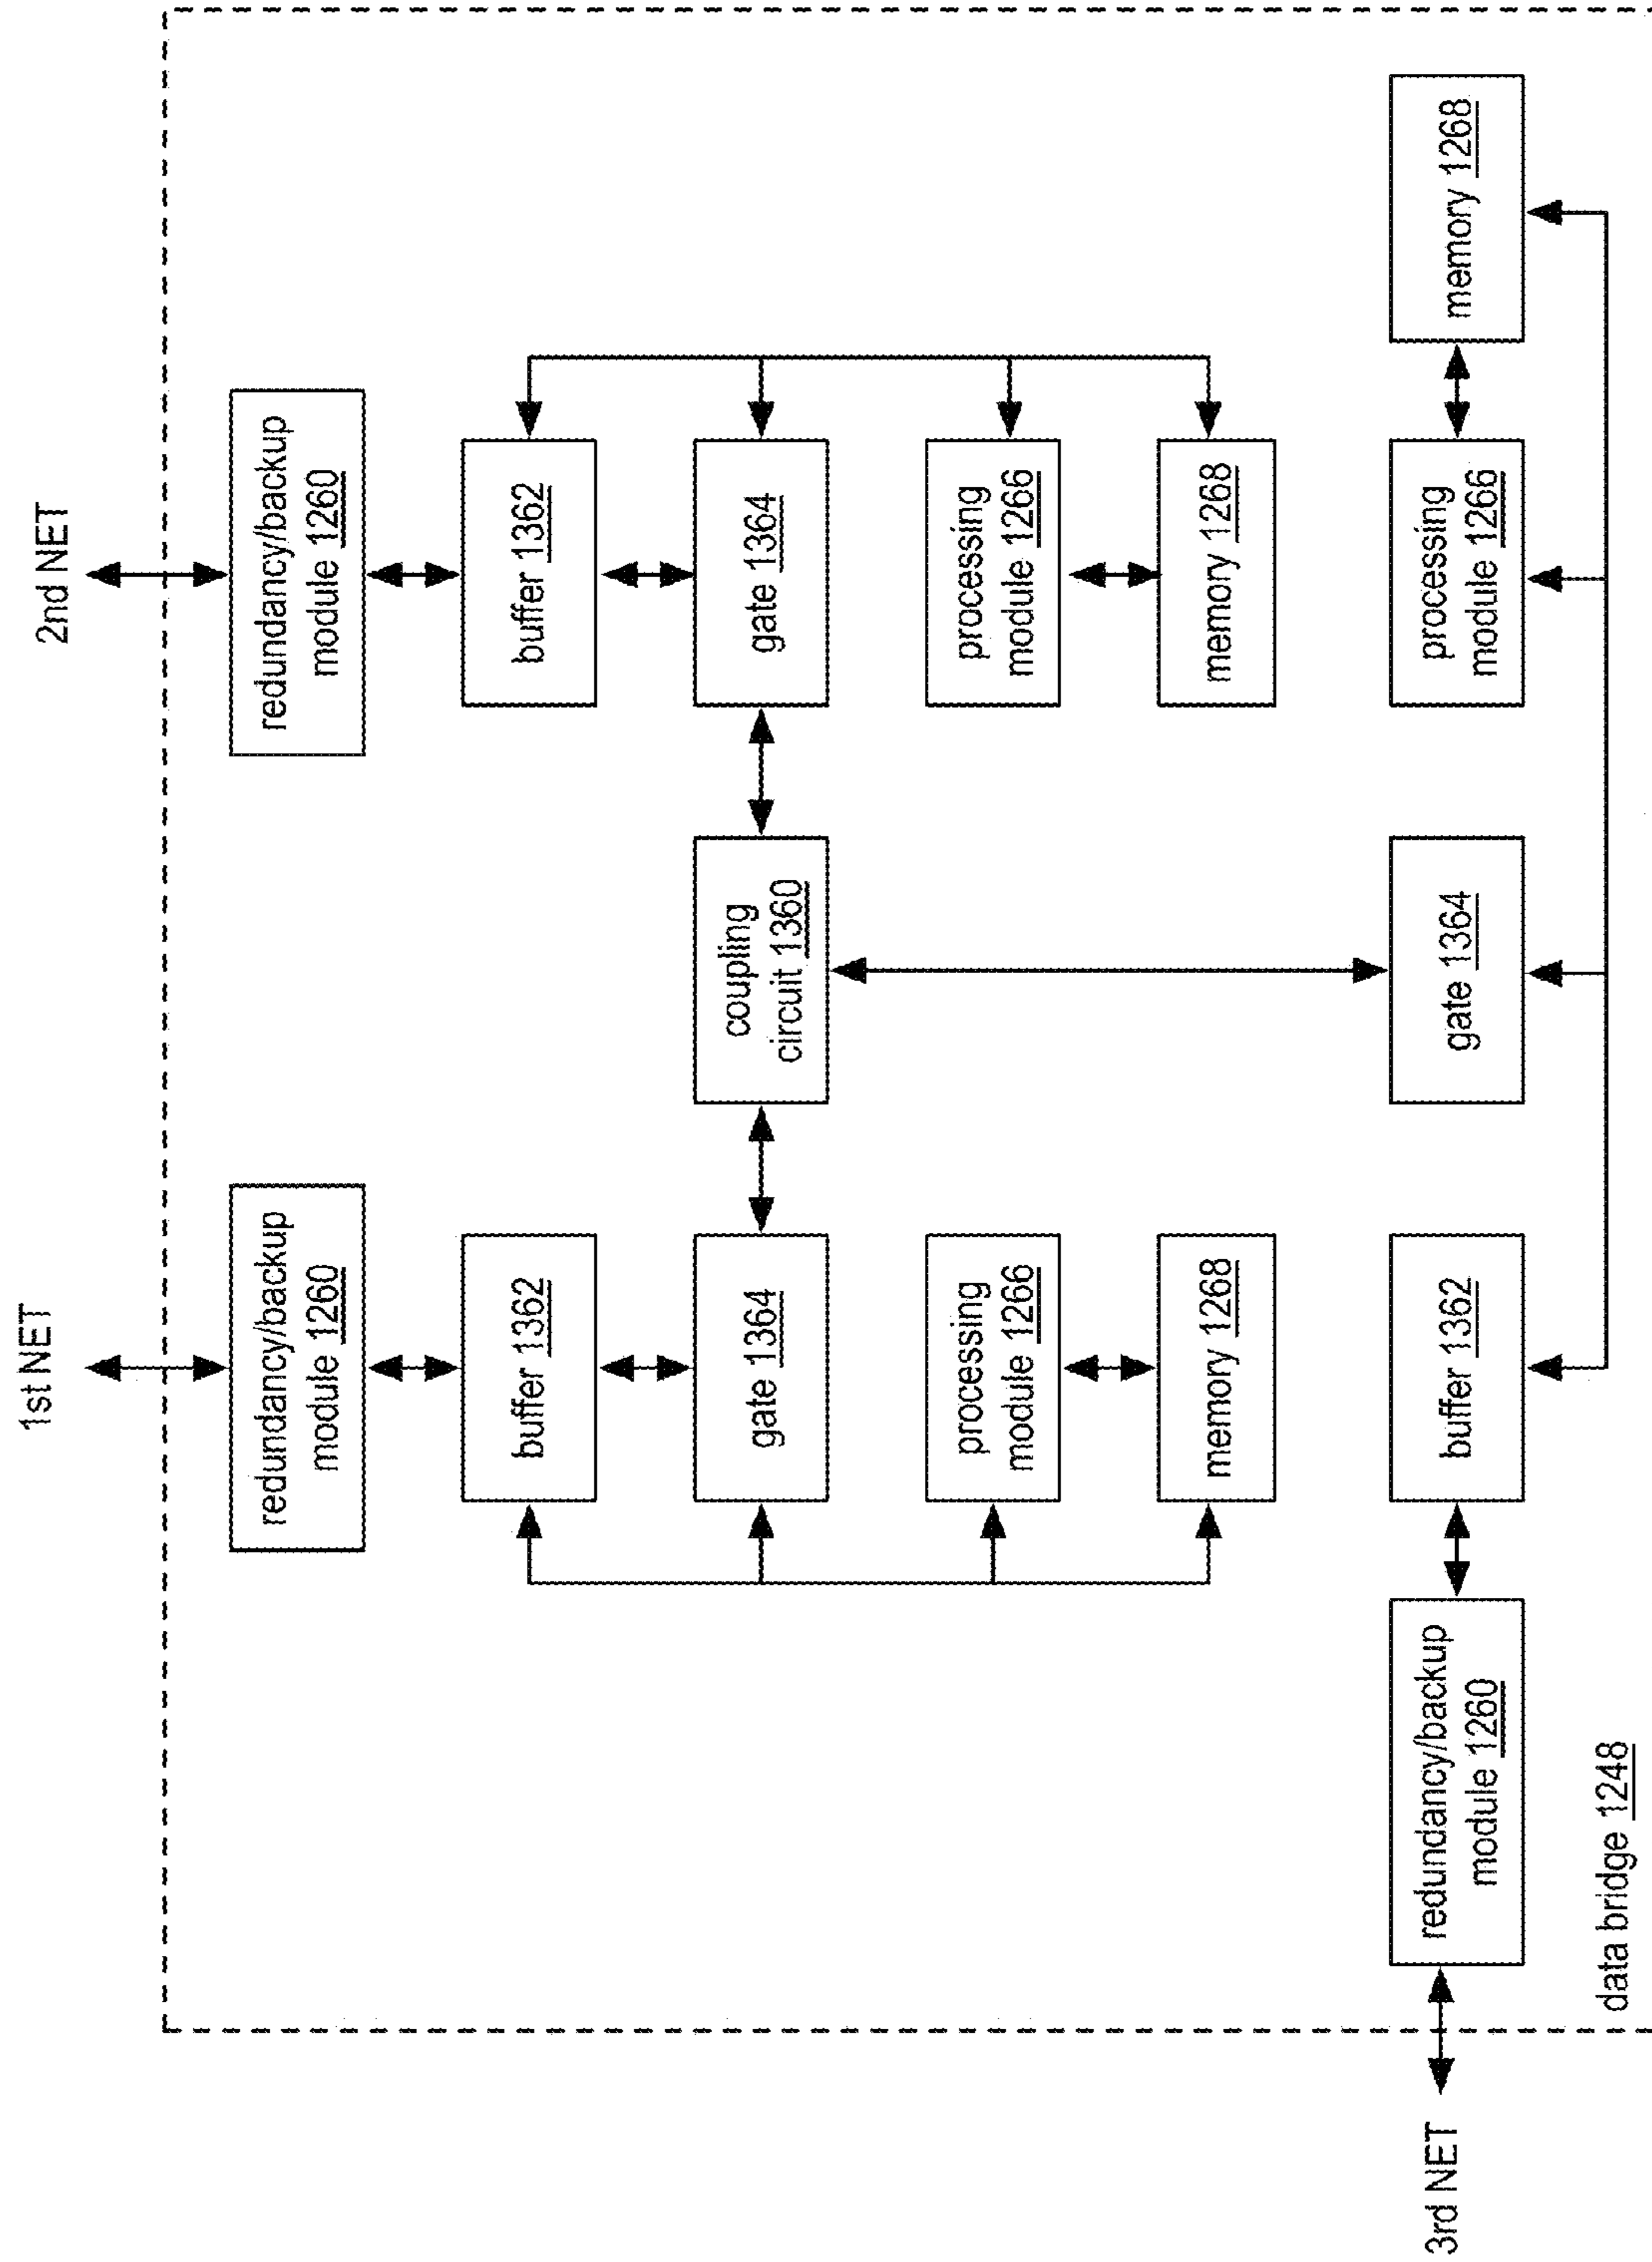 1st NET
2nd NET
redundancy/backup
module 1260
redundancy/backup
module 1260
buffer 1362
buffer 1362
gate 1364
coupling
circuit 1360
gate 1364
processing
module 1266
processing
module 1266
memory 1268
memory 1268
3rd NET
redundancy/backup
module 1260
buffer 1362
gate 1364
processing
module 1266
memory 1268
data bridge 1248